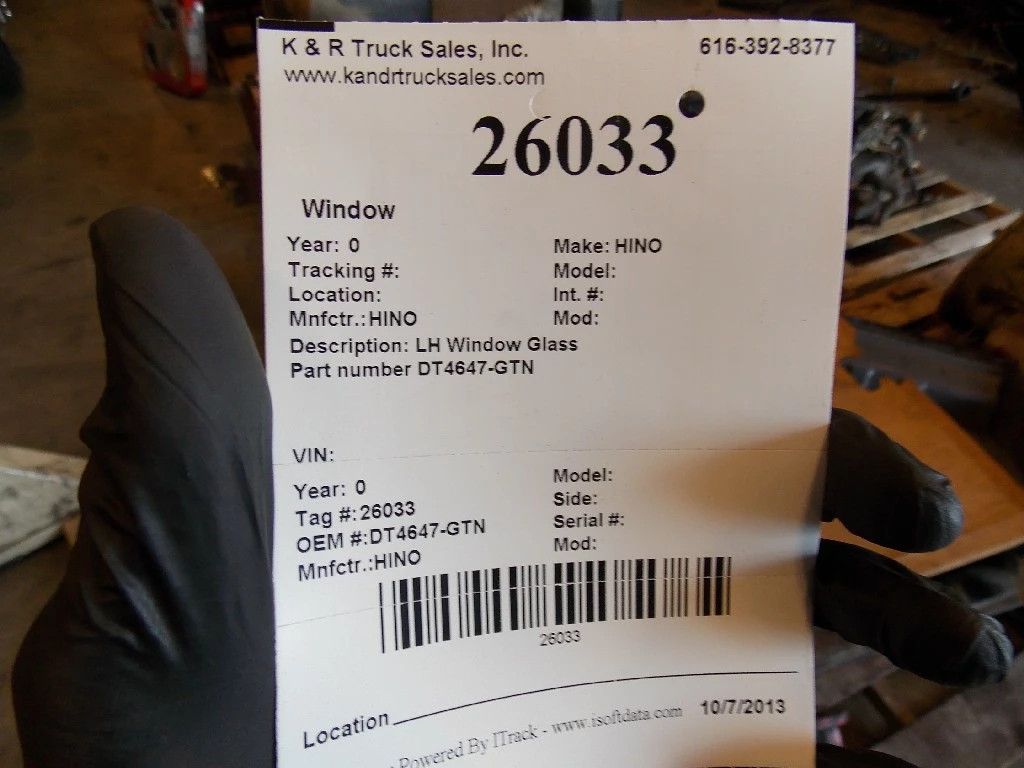 K & R Truck Sales, Inc. 616-392-8377
www.kandrtrucksales.com
26033
Window
Year: 0 Make: HINO
Tracking #: Model:
Location: Int. #:
Mnfctr.: HINO Mod:
Description: LH Window Glass
Part number DT4647-GTN
VIN:
Year: 0 Model:
Tag #: 26033 Side:
OEM #:DT4647-GTN Serial #:
Mnfctr.:HINO Mod:
26033
Location
Powered By ITrack - www.isoftdata.com 10/7/2013